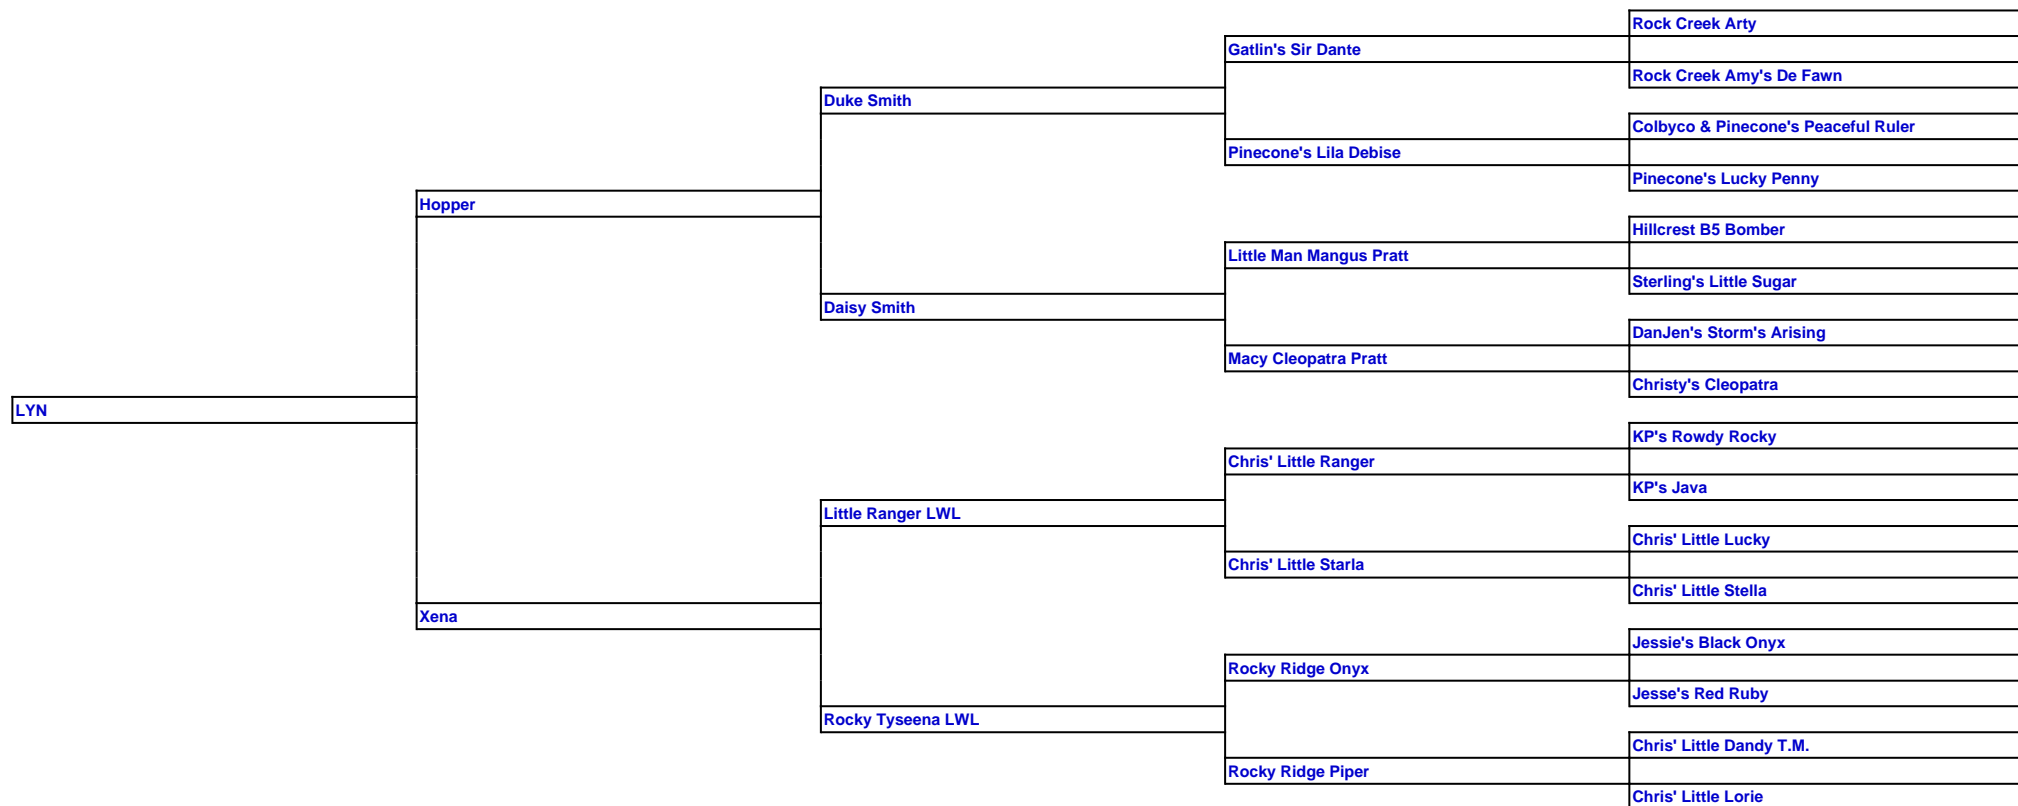 Rock Creek Arty
Gatlin's Sir Dante
Rock Creek Amy's De Fawn
Duke Smith
Colbyco & Pinecone's Peaceful Ruler
Pinecone's Lila Debise
Pinecone's Lucky Penny
Hopper
Hillcrest B5 Bomber
Little Man Mangus Pratt
Sterling's Little Sugar
Daisy Smith
DanJen's Storm's Arising
Macy Cleopatra Pratt
Christy's Cleopatra
LYN
KP's Rowdy Rocky
Chris' Little Ranger
KP's Java
Little Ranger LWL
Chris' Little Lucky
Chris' Little Starla
Chris' Little Stella
Xena
Jessie's Black Onyx
Rocky Ridge Onyx
Jesse's Red Ruby
Rocky Tyseena LWL
Chris' Little Dandy T.M.
Rocky Ridge Piper
Chris' Little Lorie